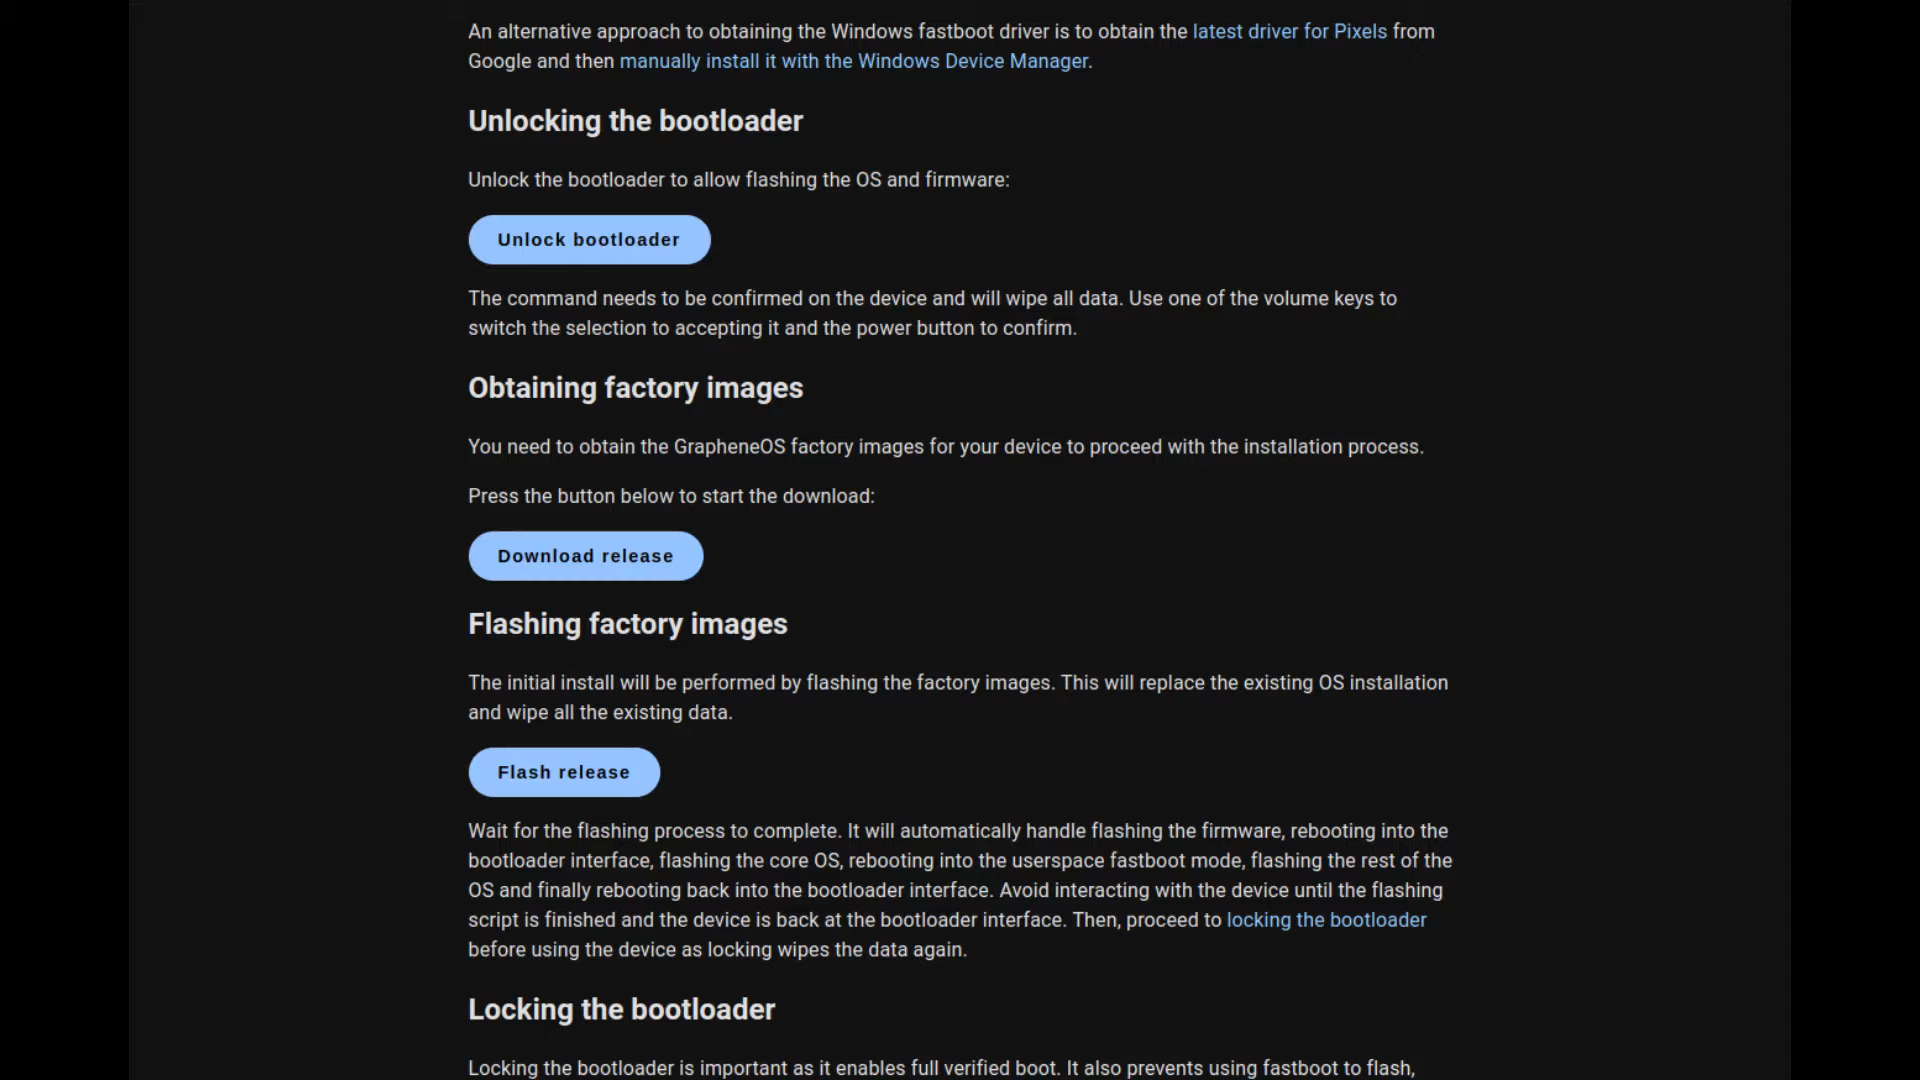 An alternative approach to obtaining the Windows fastboot driver is to obtain the latest driver for Pixels from
Google and then manually install it with the Windows Device Manager.
Unlocking the bootloader
Unlock the bootloader to allow flashing the OS and firmware:
Unlock bootloader
The command needs to be confirmed on the device and will wipe all data. Use one of the volume keys to
switch the selection to accepting it and the power button to confirm.
Obtaining factory images
You need to obtain the GrapheneOS factory images for your device to proceed with the installation process.
Press the button below to start the download:
Download release
Flashing factory images
The initial install will be performed by flashing the factory images. This will replace the existing OS installation
and wipe all the existing data.
Flash release
Wait for the flashing process to complete. It will automatically handle flashing the firmware, rebooting into the
bootloader interface, flashing the core OS, rebooting into the userspace fastboot mode, flashing the rest of the
OS and finally rebooting back into the bootloader interface. Avoid interacting with the device until the flashing
script is finished and the device is back at the bootloader interface. Then, proceed to locking the bootloader
before using the device as locking wipes the data again.
Locking the bootloader
Locking the bootloader is important as it enables full verified boot. It also prevents using fastboot to flash,